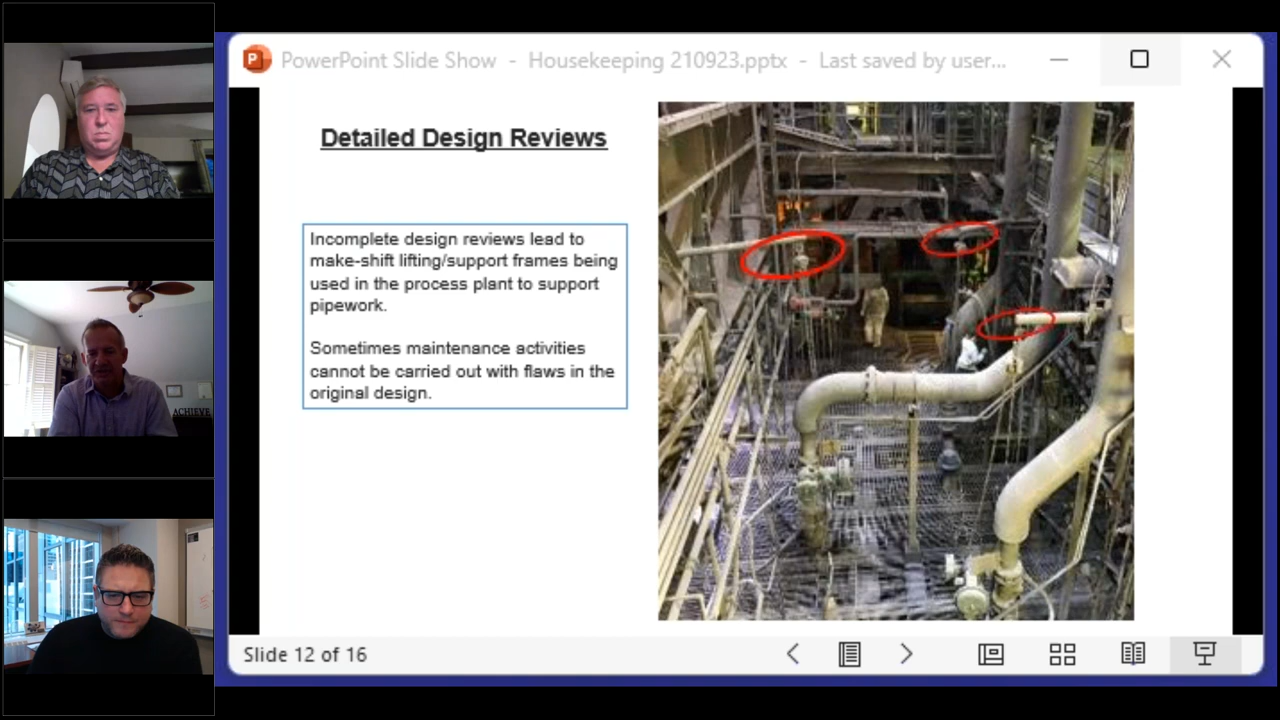 P PowerPoint Slide Show - Housekeeping 210923.pptx - Last saved by user...
Detailed Design Reviews
Incomplete design reviews lead to
make-shift lifting/support frames being
used in the process plant to support
pipework.
Sometimes maintenance activities
cannot be carried out with flaws in the
original design.
ACHIEVE
Slide 12 of 16